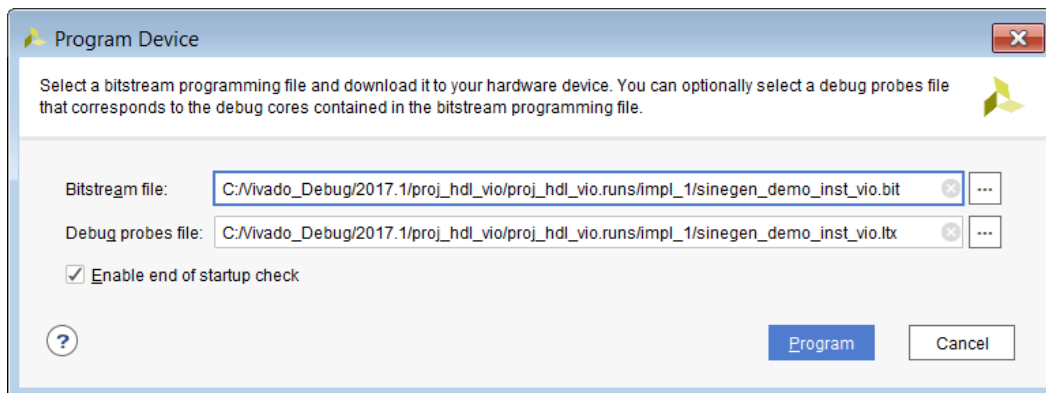 Program Device
Select a bitstream programming file and download it to your hardware device. You can optionally select a debug probes file
that corresponds to the debug cores contained in the bitstream programming file.
Bitstream file: C:/Vivado_Debug/2017.1/proj_hdl_vio/proj_hdl_vio.runs/impl_1/sinegen_demo_inst_vio.bit ...
Debug probes file: C:/Vivado_Debug/2017.1/proj_hdl_vio/proj_hdl_vio.runs/impl_1/sinegen_demo_inst_vio.ltx ...
Enable end of startup check
? Program Cancel